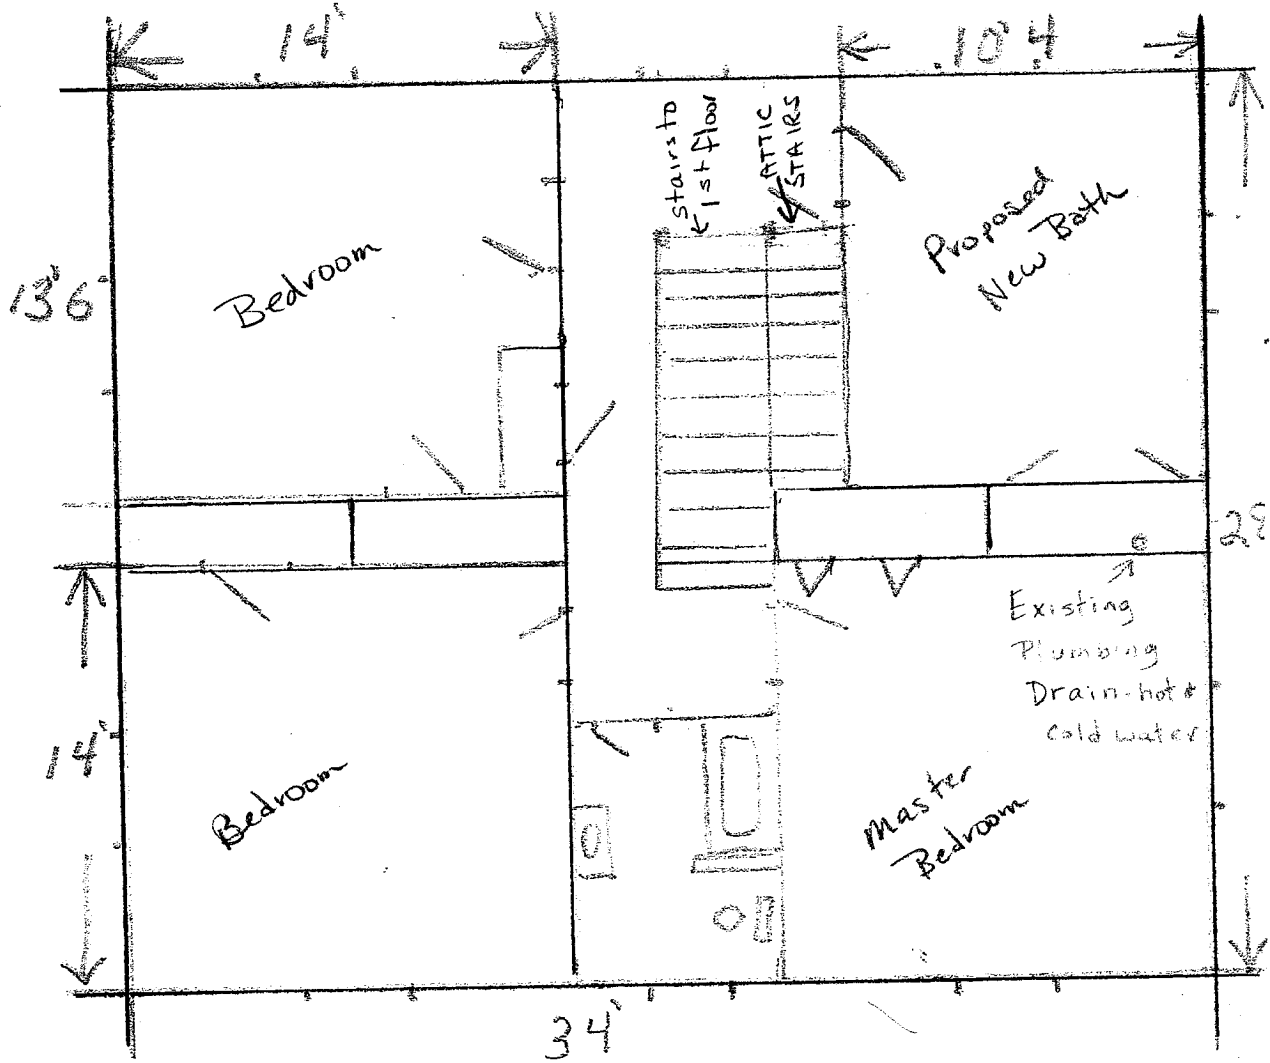 14'
10'4
stairs to
1st floor
ATTIC
STAIRS
Proposed
New Bath
Bedroom
13'6"
Existing
Plumbing
Drain-hot &
cold water
14'
Bedroom
Master
Bedroom
34'